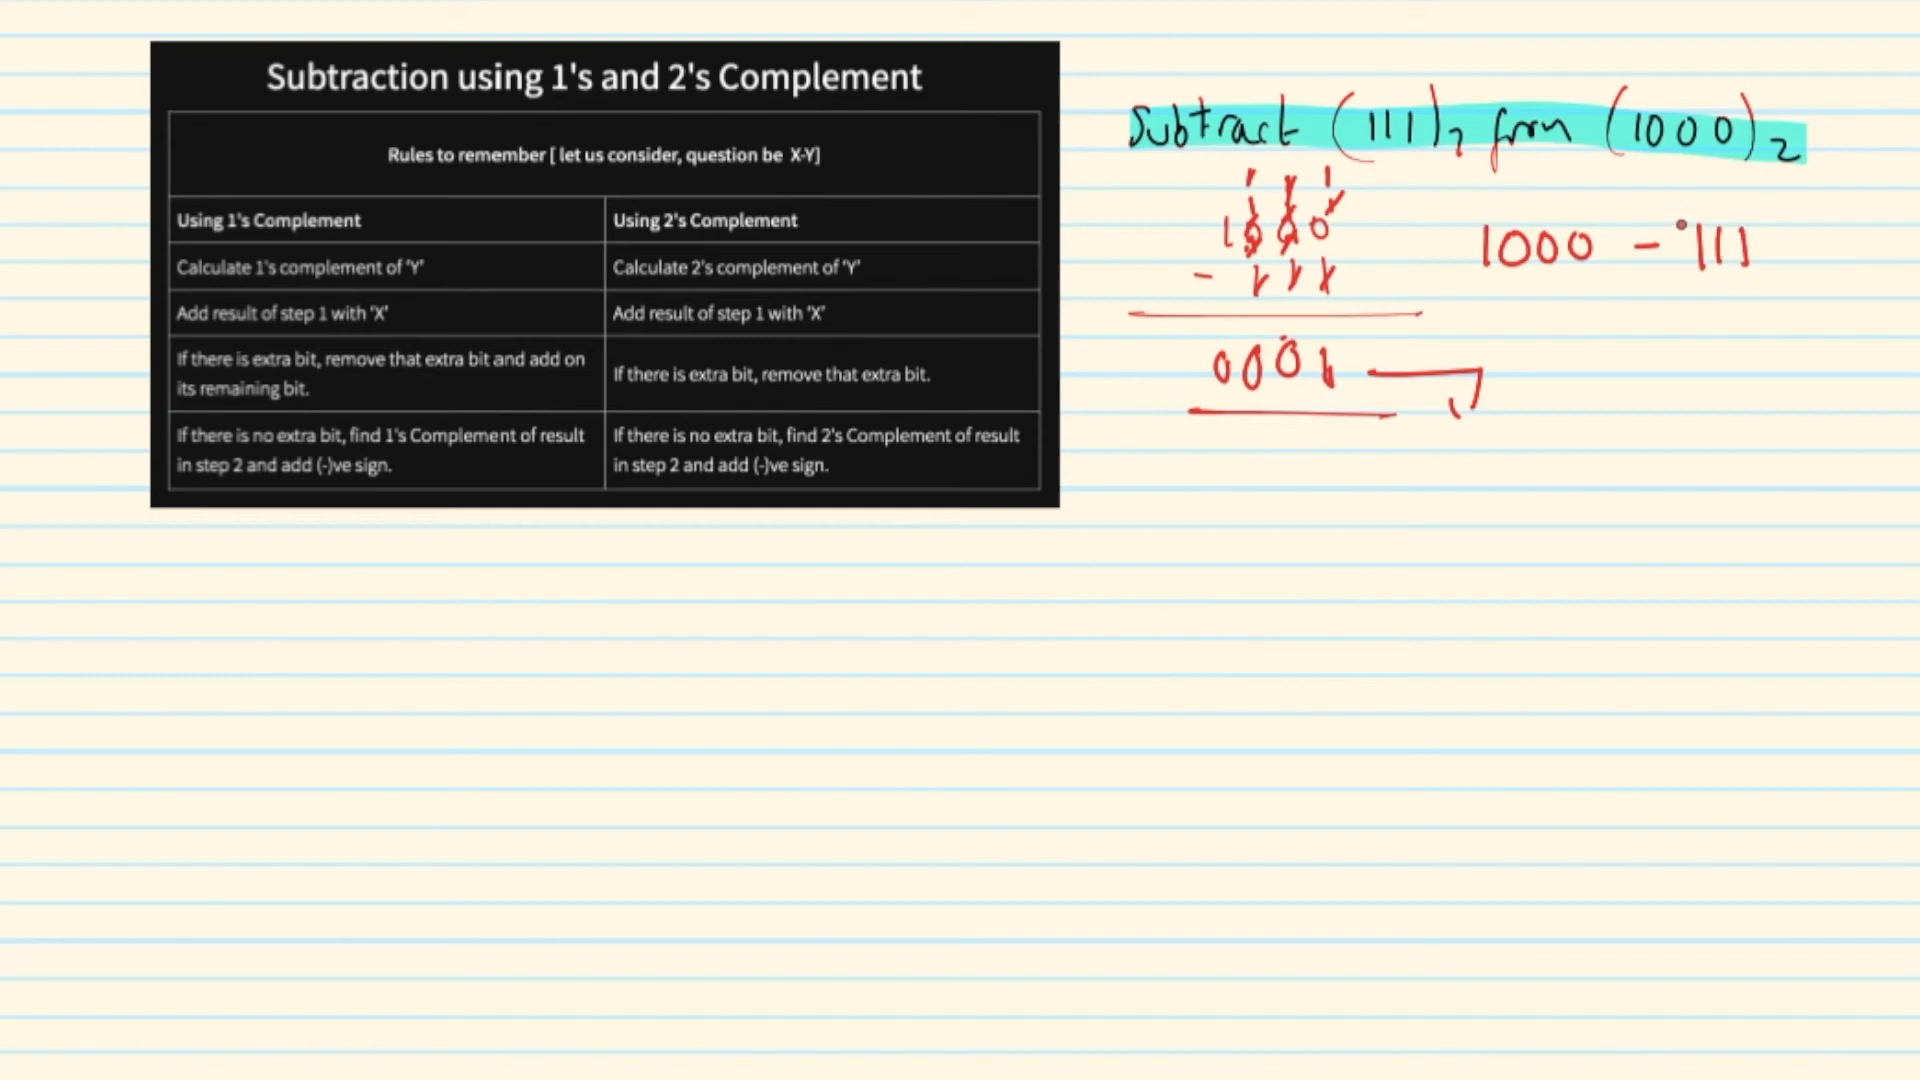 Subtraction using 1's and 2's Complement
Rules to remember [ let us consider, question be X-Y]
Using 1's Complement
Using 2's Complement
Calculate 1's complement of 'Y'
Calculate 2's complement of 'Y'
Add result of step 1 with 'X'
Add result of step 1 with 'X'
If there is extra bit, remove that extra bit and add on
its remaining bit.
If there is extra bit, remove that extra bit.
If there is no extra bit, find 1's Complement of result
in step 2 and add (-)ve sign.
If there is no extra bit, find 2's Complement of result
in step 2 and add (-)ve sign.
Subtract (111)2 from (1000)2
1 1 1
1000
- 111
0001
1000 - 111